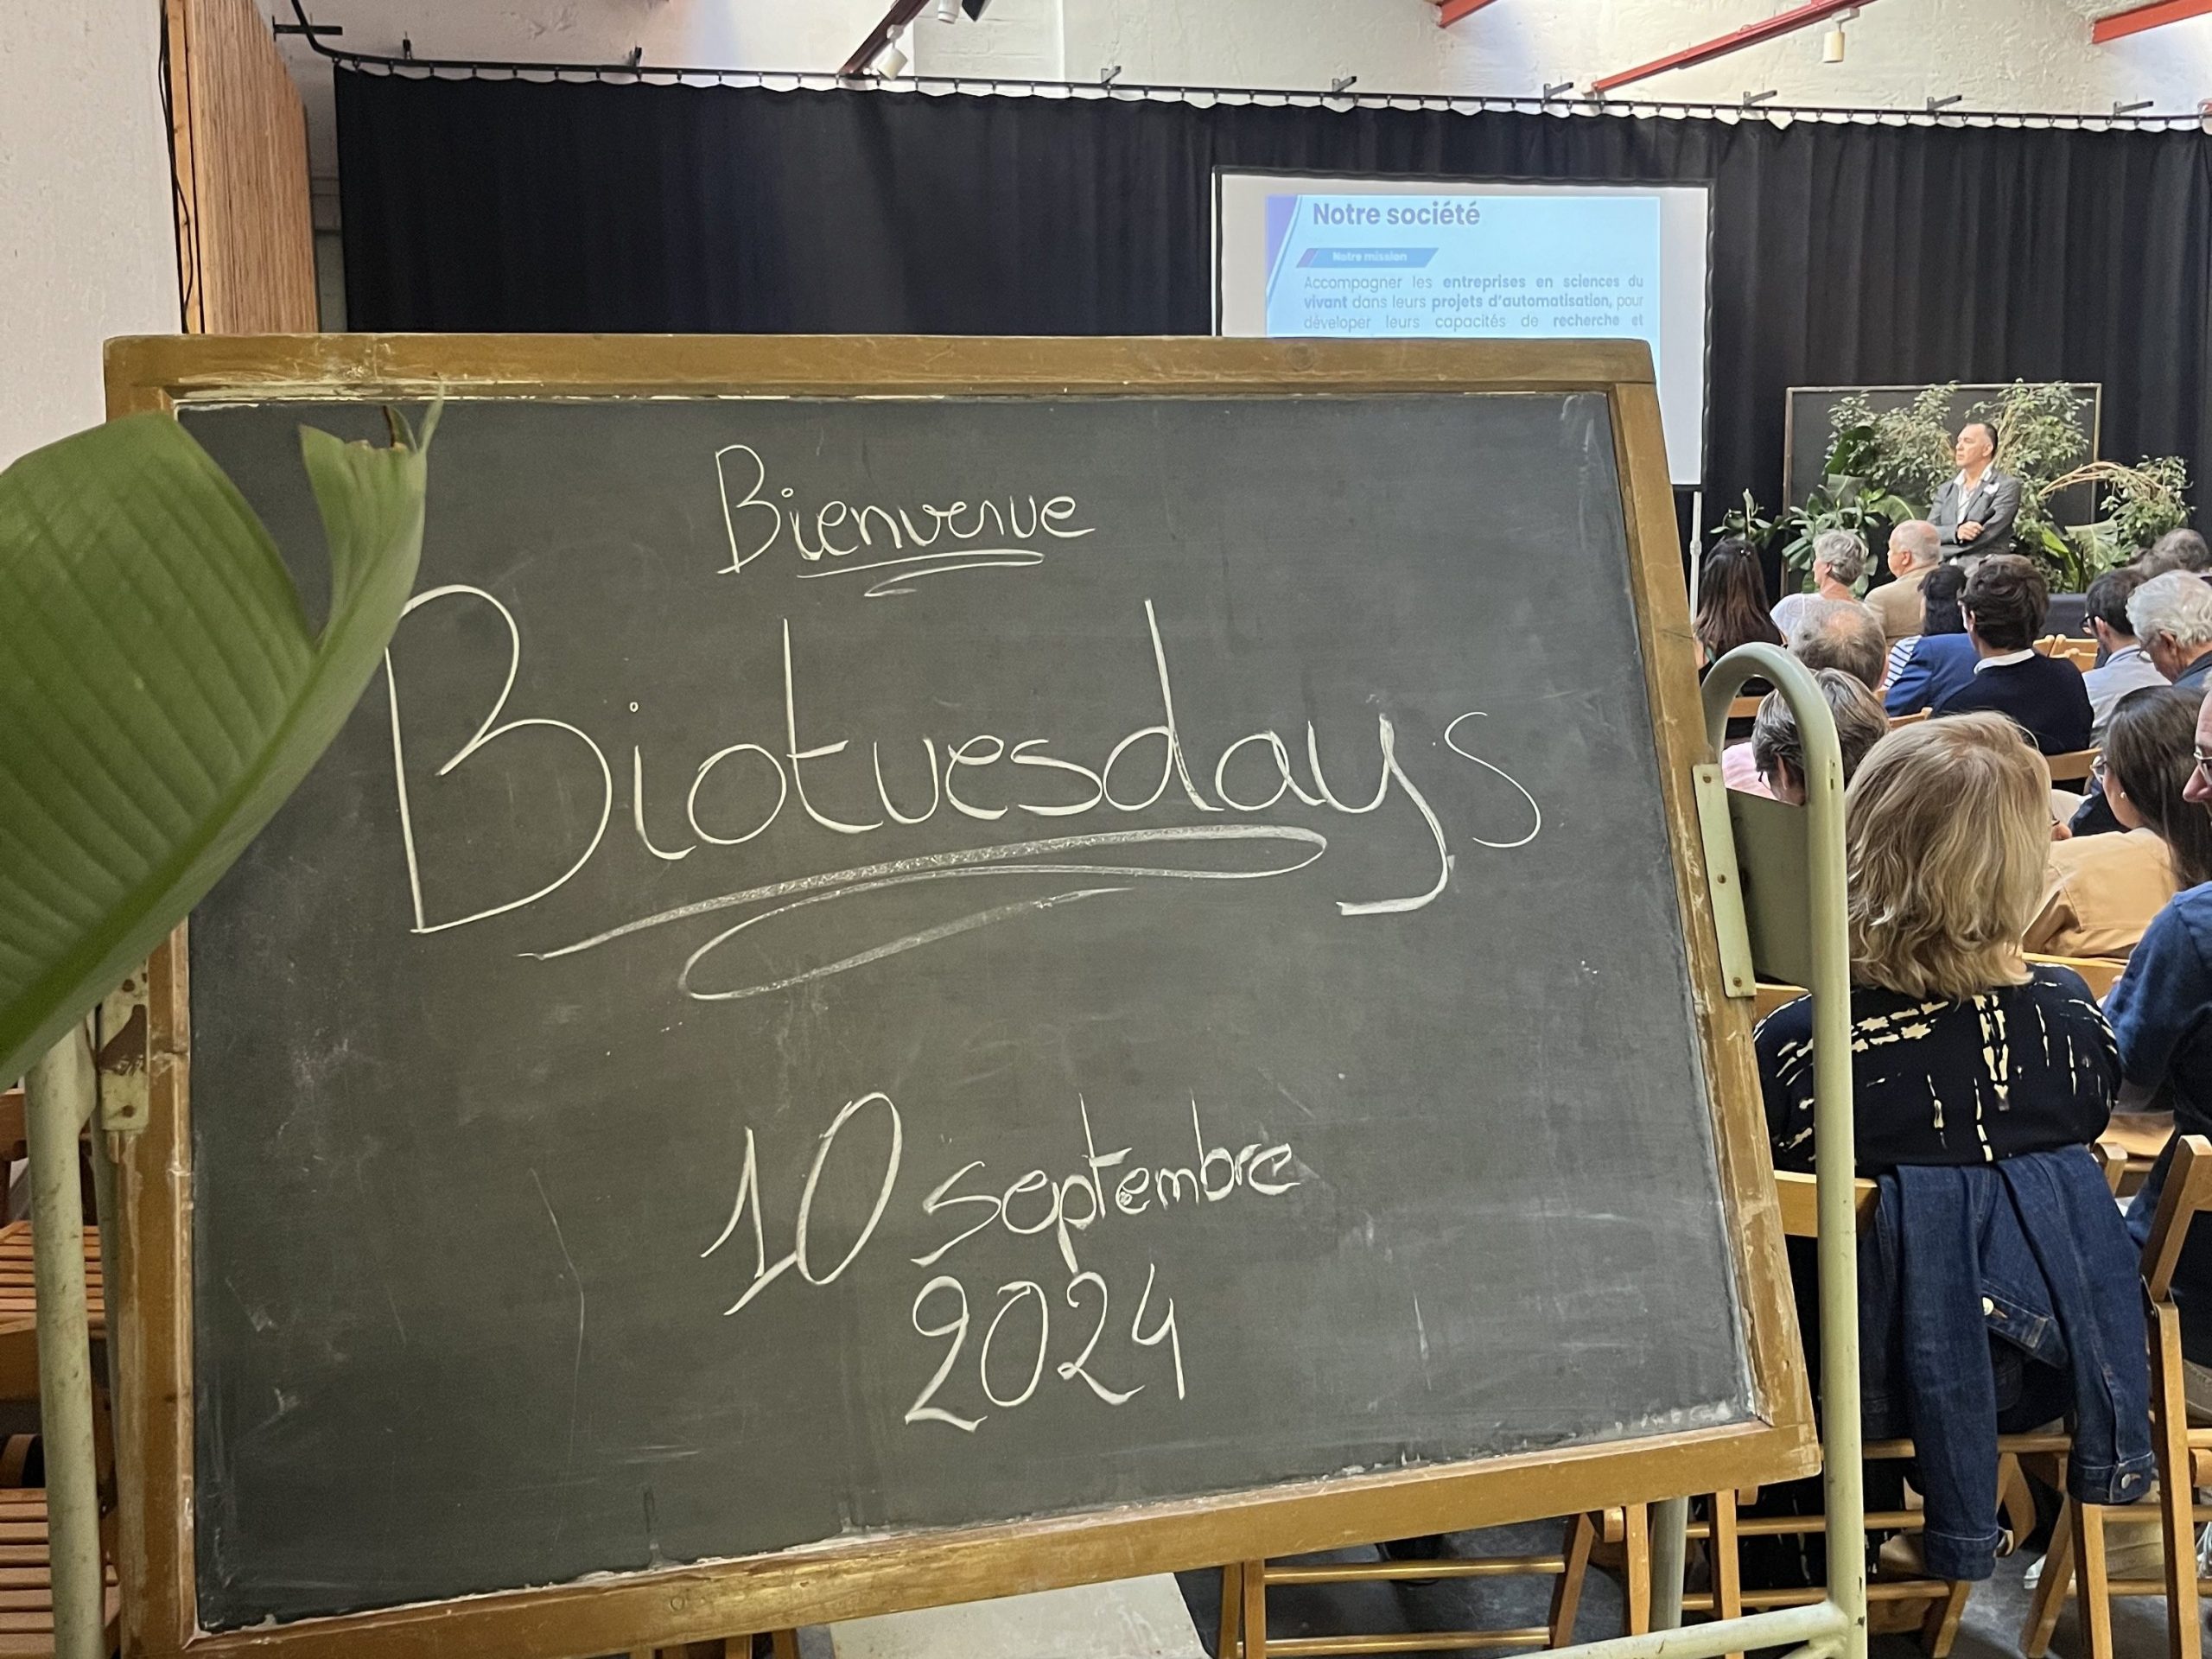 Notre société
Notre mission
Accompagner les entreprises en sciences du
vivant dans leurs projets d'automatisation, pour
développer leurs capacités de recherche et
Bienvenue
Biotuesdays
10 septembre
2024